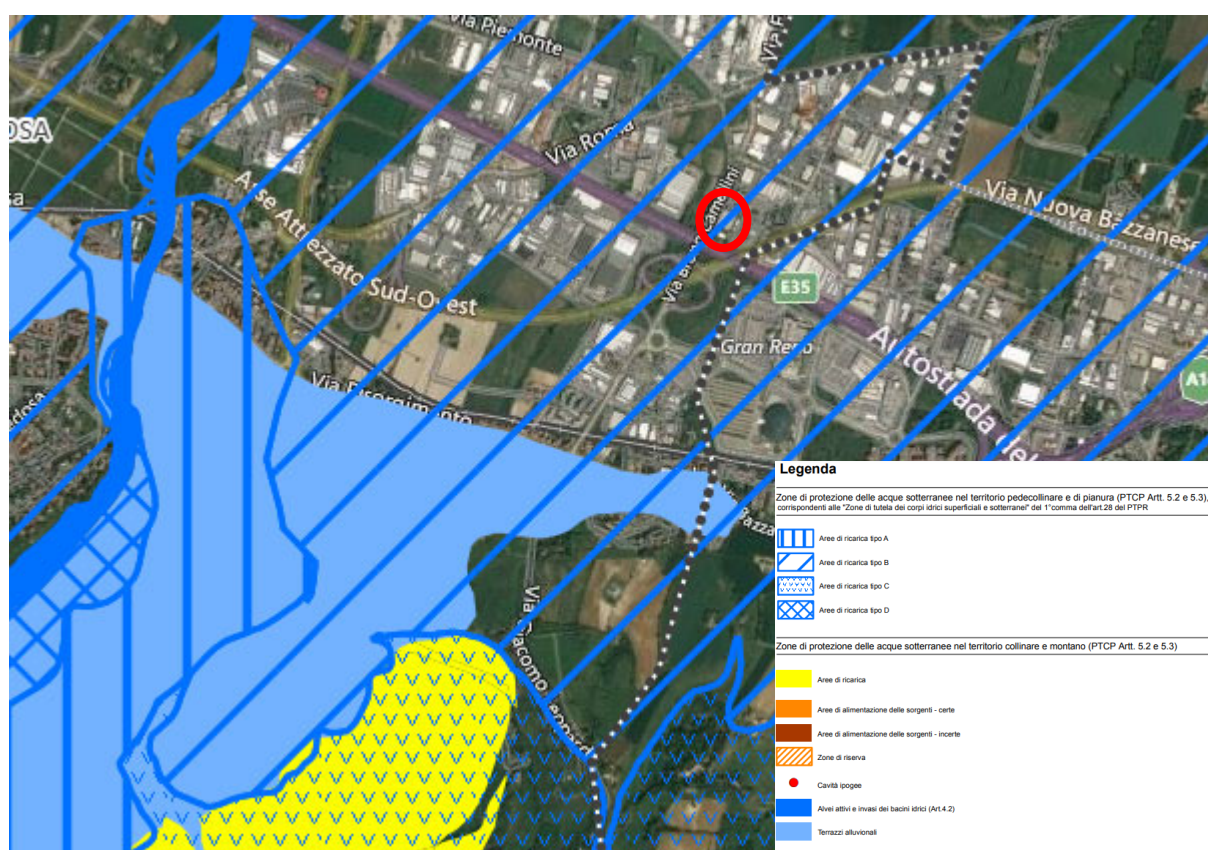 Via Piemonte
Via Roma
OSA
Asse Attrezzato Sud-Ovest
Via Nuova Bazzanese
E35
Gran Reno
Autostrada del
A1
Via Risorgimento
dosa
Via Giacomo Leopardi
Legenda
Zone di protezione delle acque sotterranee nel territorio pedecollinare e di pianura (PTCP Artt. 5.2 e 5.3),
corrispondenti alle "Zone di tutela dei corpi idrici superficiali e sotterranei" del 1°comma dell'art.28 del PTPR
Aree di ricarica tipo A
Aree di ricarica tipo B
Aree di ricarica tipo C
Aree di ricarica tipo D
Zone di protezione delle acque sotterranee nel territorio collinare e montano (PTCP Artt. 5.2 e 5.3)
Aree di ricarica
Aree di alimentazione delle sorgenti - certe
Aree di alimentazione delle sorgenti - incerte
Zone di riserva
Cavità ipogee
Alvei attivi e invasi dei bacini idrici (Art.4.2)
Terrazzi alluvionali